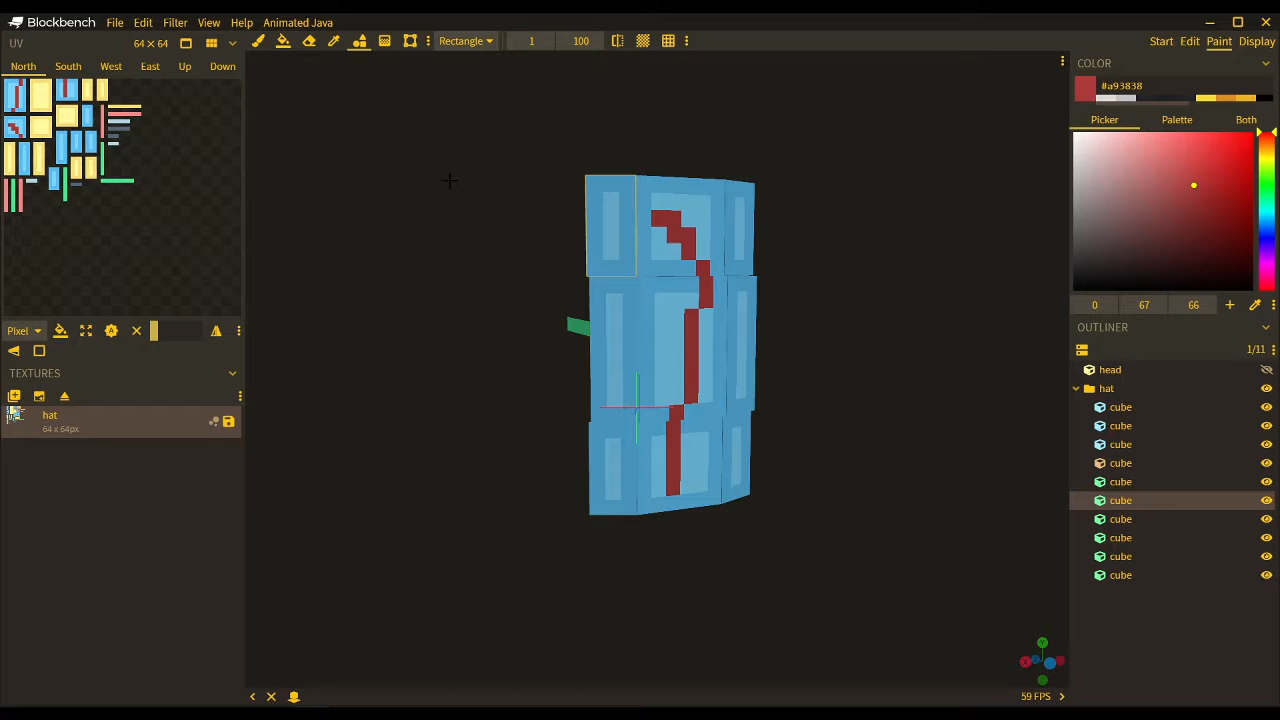 Blockbench File Edit Filter View Help Animated Java
UV 64 × 64
Rectangle 1 100
Start Edit Paint Display
North South West East Up Down
COLOR
#a93838
Picker Palette Both
0 67 66
Pixel
TEXTURES
hat
64 x 64px
OUTLINER
1/11
head
hat
cube
cube
cube
cube
cube
cube
cube
cube
cube
cube
59 FPS